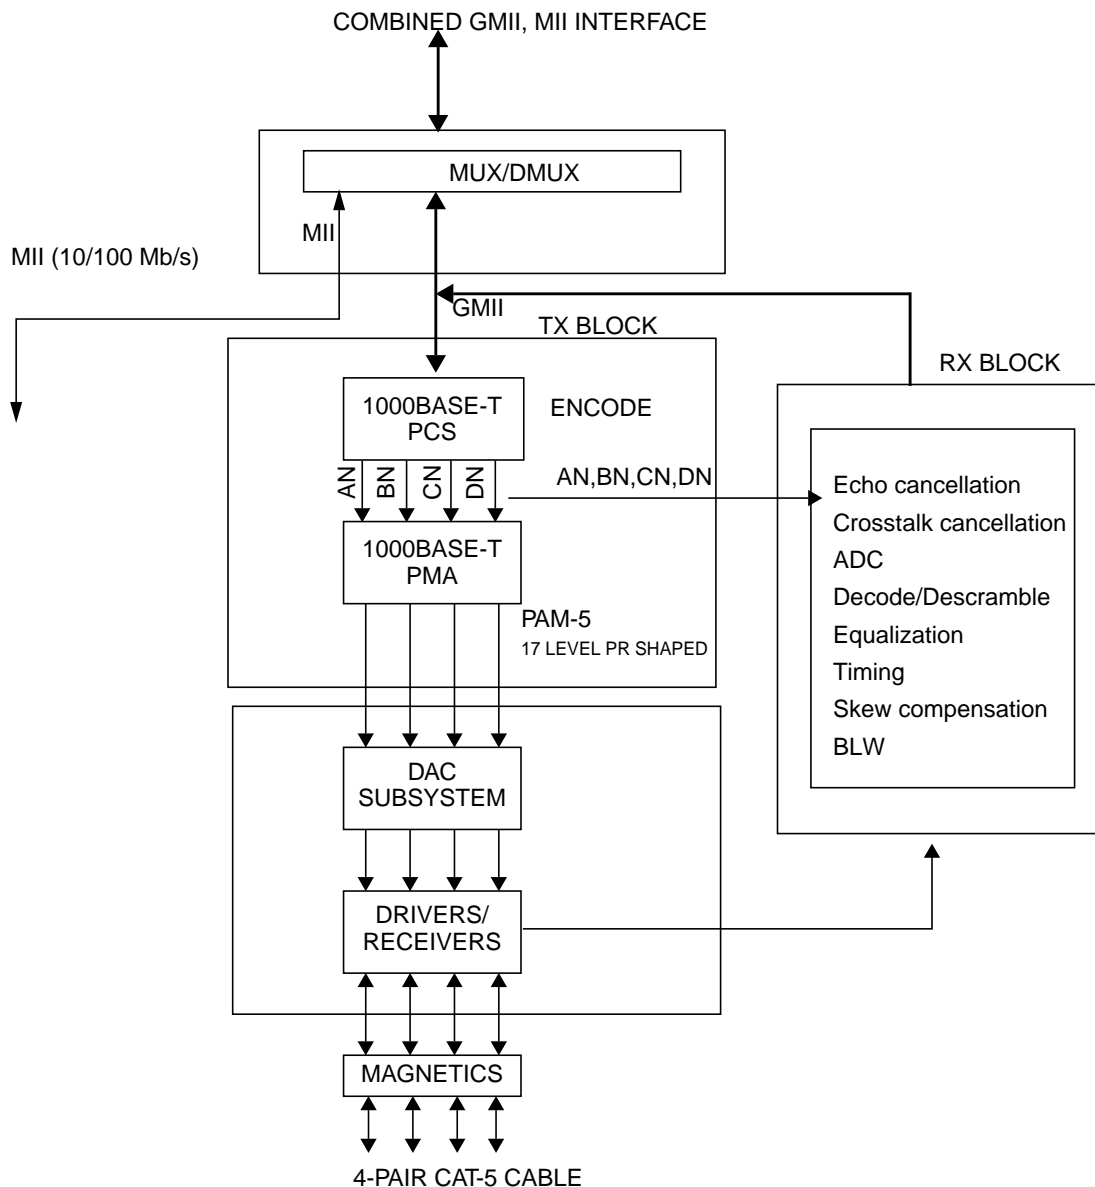 COMBINED GMII, MII INTERFACE
MUX/DMUX
MII
MII (10/100 Mb/s)
GMII
TX BLOCK
RX BLOCK
1000BASE-T
PCS
ENCODE
AN
BN
CN
DN
AN,BN,CN,DN
Echo cancellation
Crosstalk cancellation
ADC
Decode/Descramble
Equalization
Timing
Skew compensation
BLW
1000BASE-T
PMA
PAM-5
17 LEVEL PR SHAPED
DAC
SUBSYSTEM
DRIVERS/
RECEIVERS
MAGNETICS
4-PAIR CAT-5 CABLE